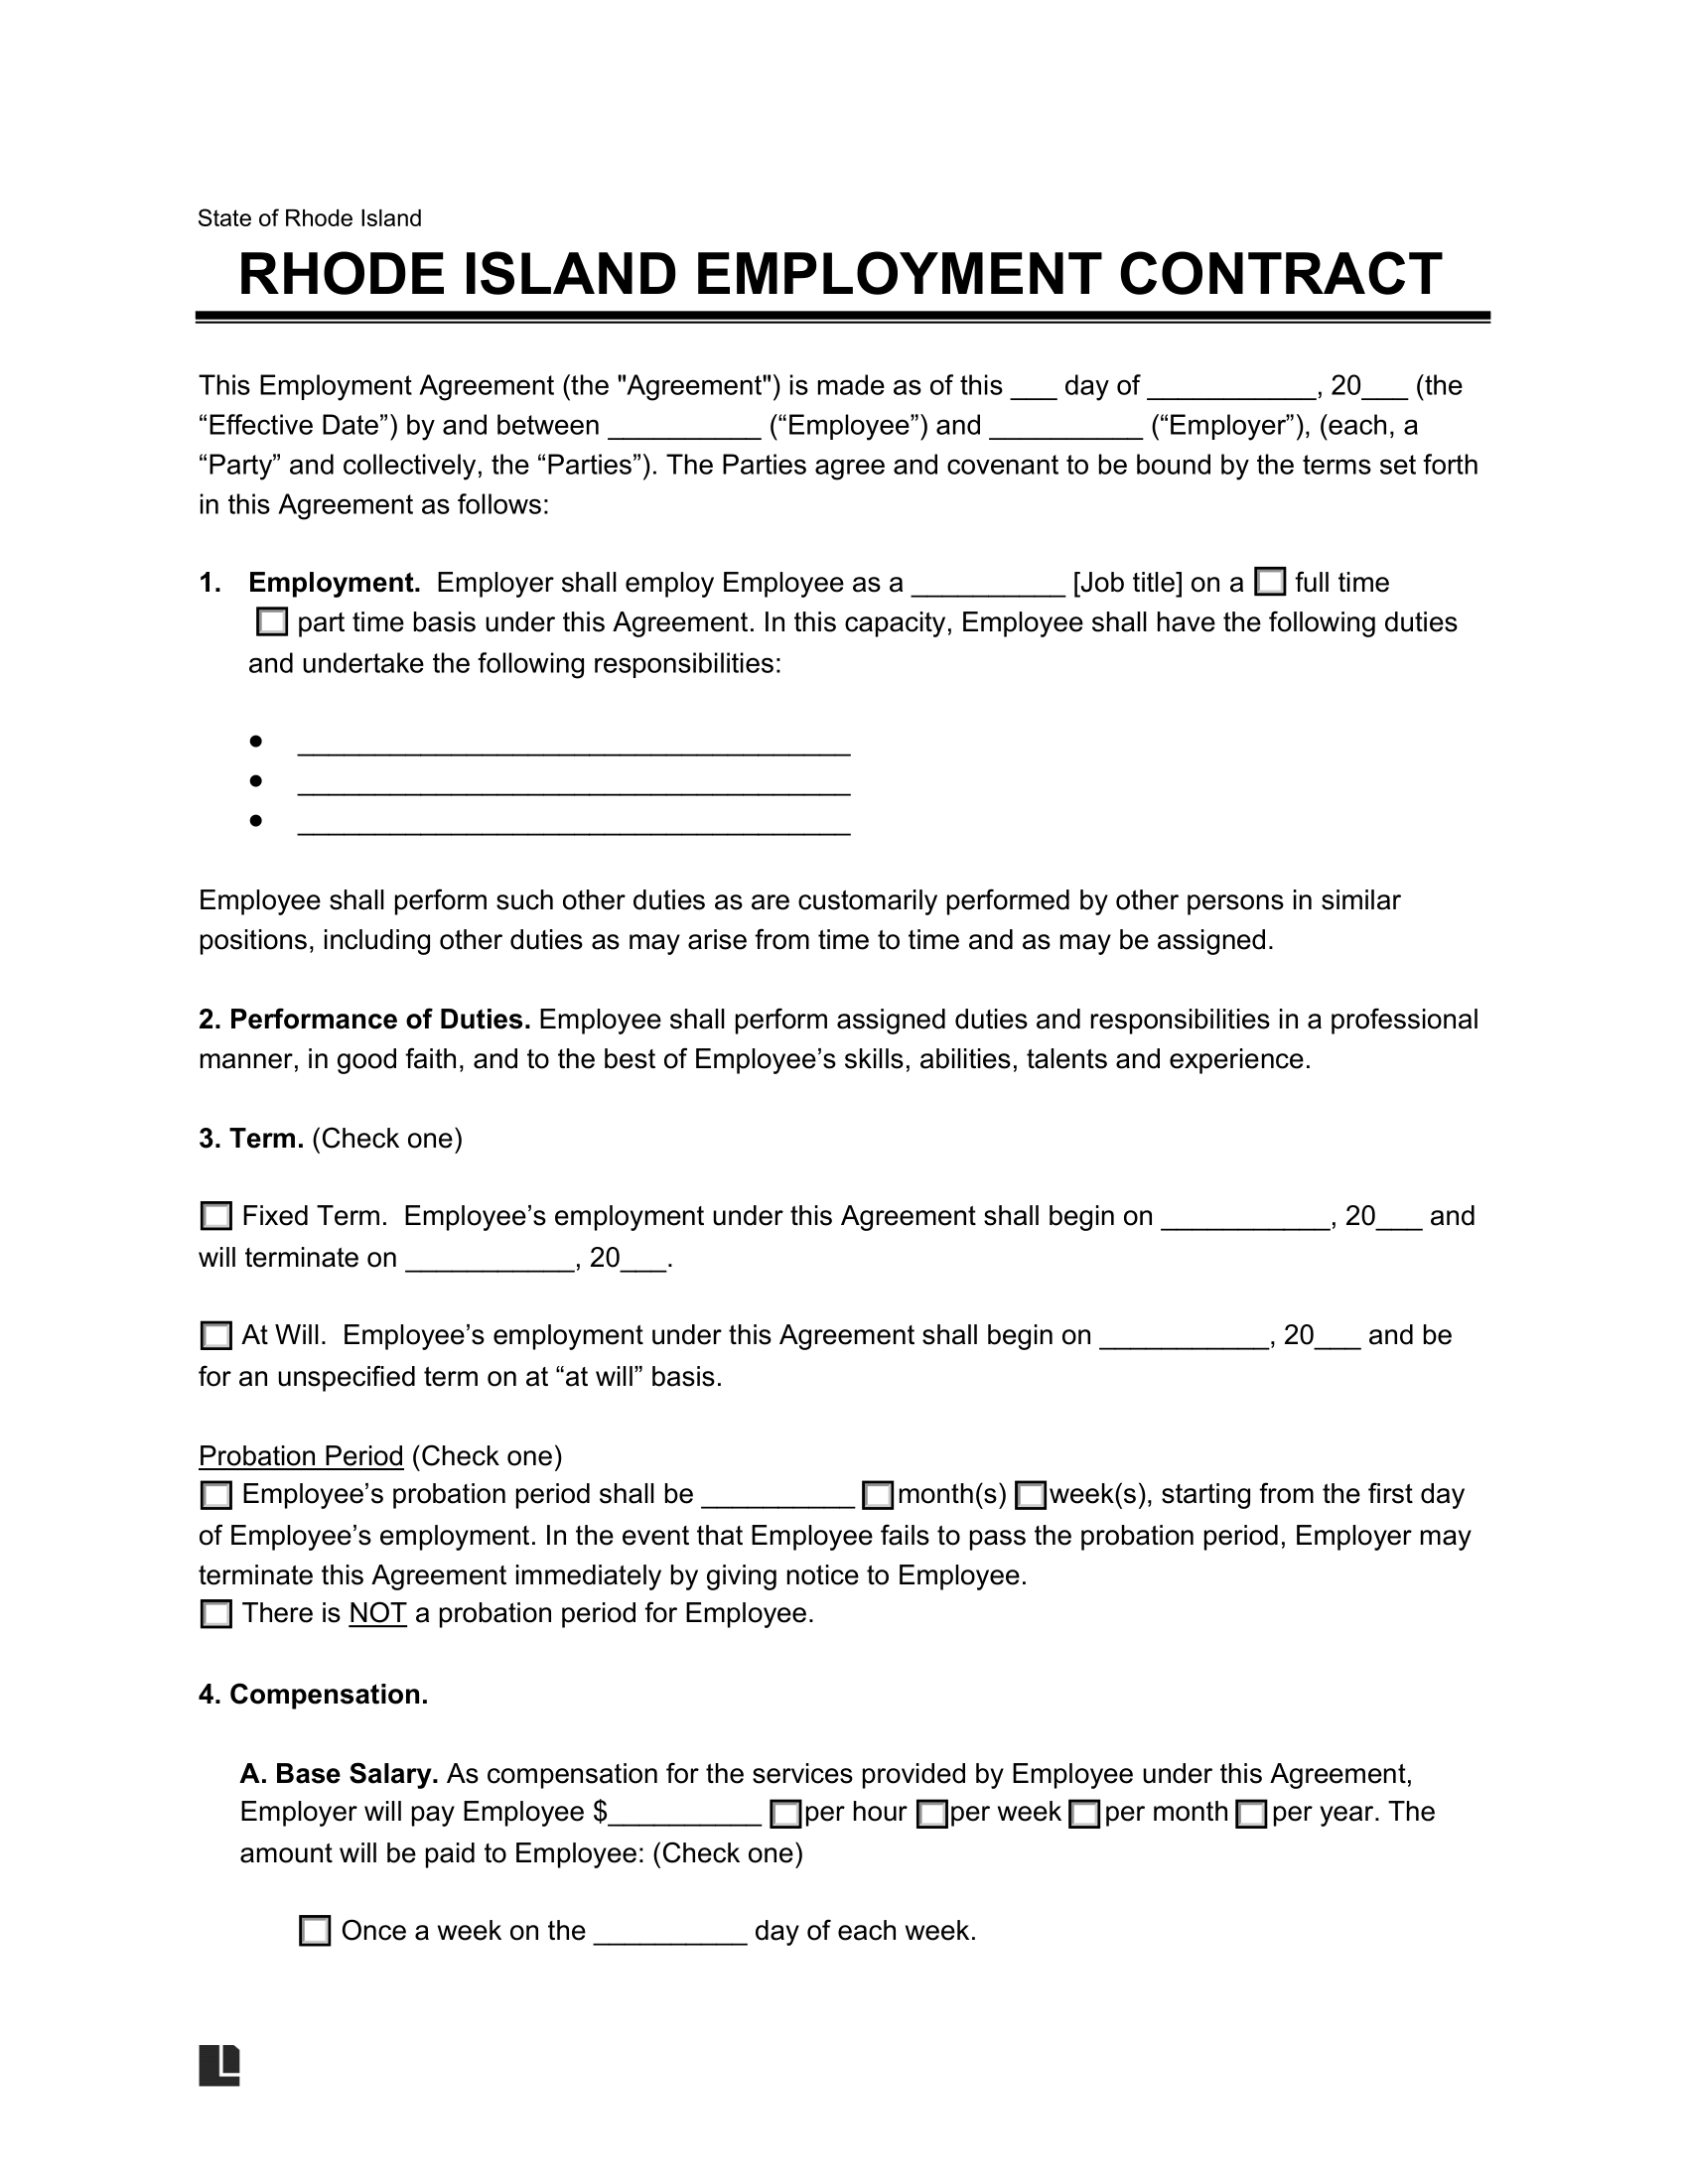 State of Rhode Island
RHODE ISLAND EMPLOYMENT CONTRACT
This Employment Agreement (the "Agreement") is made as of this ___ day of ___________, 20___ (the
“Effective Date”) by and between __________ (“Employee”) and __________ (“Employer”), (each, a
“Party” and collectively, the “Parties”). The Parties agree and covenant to be bound by the terms set forth
in this Agreement as follows:
1. Employment. Employer shall employ Employee as a __________ [Job title] on a ☐ full time
☐ part time basis under this Agreement. In this capacity, Employee shall have the following duties
and undertake the following responsibilities:
● ____________________________________
● ____________________________________
● ____________________________________
Employee shall perform such other duties as are customarily performed by other persons in similar
positions, including other duties as may arise from time to time and as may be assigned.
2. Performance of Duties. Employee shall perform assigned duties and responsibilities in a professional
manner, in good faith, and to the best of Employee’s skills, abilities, talents and experience.
3. Term. (Check one)
☐ Fixed Term. Employee’s employment under this Agreement shall begin on ___________, 20___ and
will terminate on ___________, 20___.
☐ At Will. Employee’s employment under this Agreement shall begin on ___________, 20___ and be
for an unspecified term on at “at will” basis.
Probation Period (Check one)
☐ Employee’s probation period shall be __________ ☐ month(s) ☐ week(s), starting from the first day
of Employee’s employment. In the event that Employee fails to pass the probation period, Employer may
terminate this Agreement immediately by giving notice to Employee.
☐ There is NOT a probation period for Employee.
4. Compensation.
A. Base Salary. As compensation for the services provided by Employee under this Agreement,
Employer will pay Employee $__________ ☐ per hour ☐ per week ☐ per month ☐ per year. The
amount will be paid to Employee: (Check one)
☐ Once a week on the __________ day of each week.